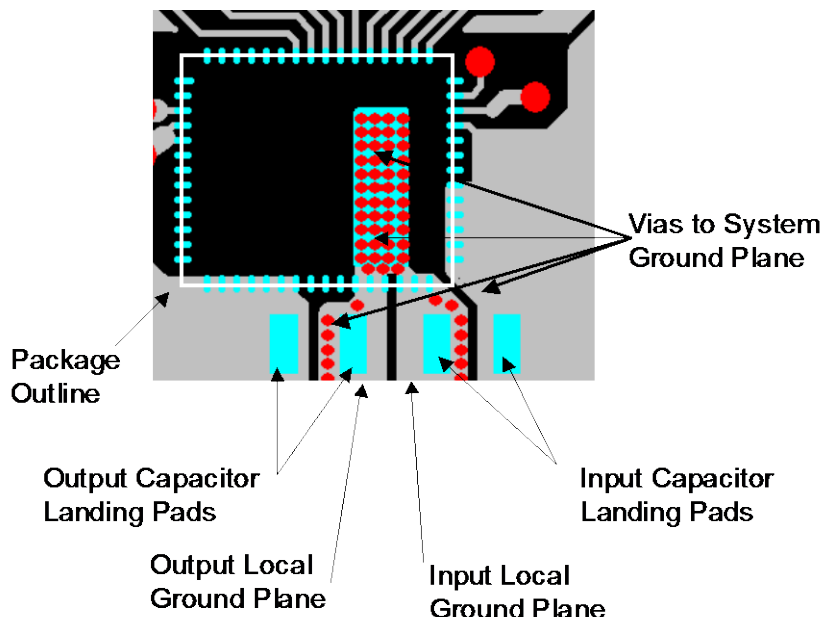 Vias to System
Ground Plane
Package
Outline
Output Capacitor
Landing Pads
Input Capacitor
Landing Pads
Output Local
Ground Plane
Input Local
Ground Plane